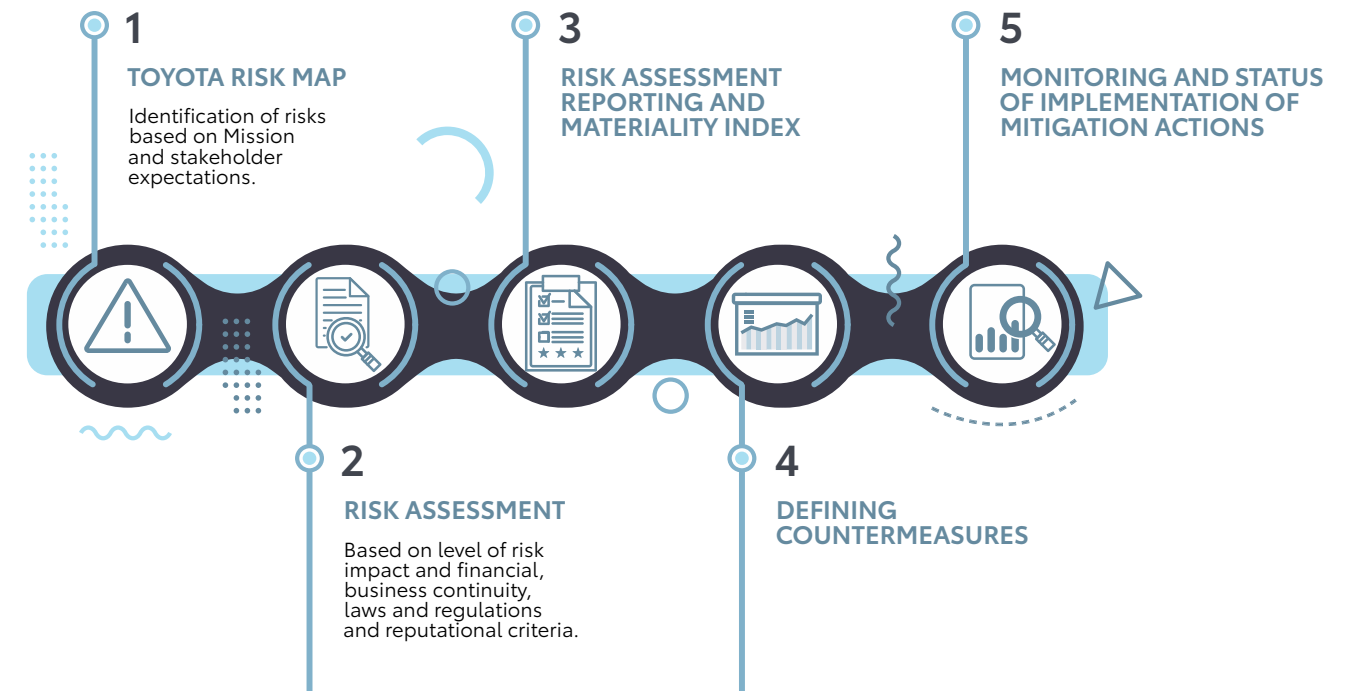 1
TOYOTA RISK MAP
Identification of risks
based on Mission
and stakeholder
expectations.
2
RISK ASSESSMENT
Based on level of risk
impact and financial,
business continuity,
laws and regulations
and reputational criteria.
3
RISK ASSESSMENT
REPORTING AND
MATERIALITY INDEX
4
DEFINING
COUNTERMEASURES
5
MONITORING AND STATUS
OF IMPLEMENTATION OF
MITIGATION ACTIONS